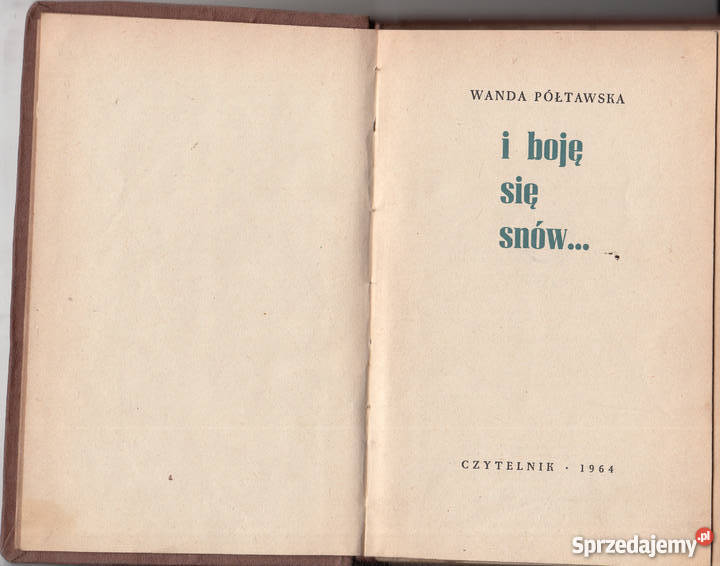 WANDA PÓŁTAWSKA
i boję
się
snów...
CZYTELNIK · 1964
Sprzedajemy.pl